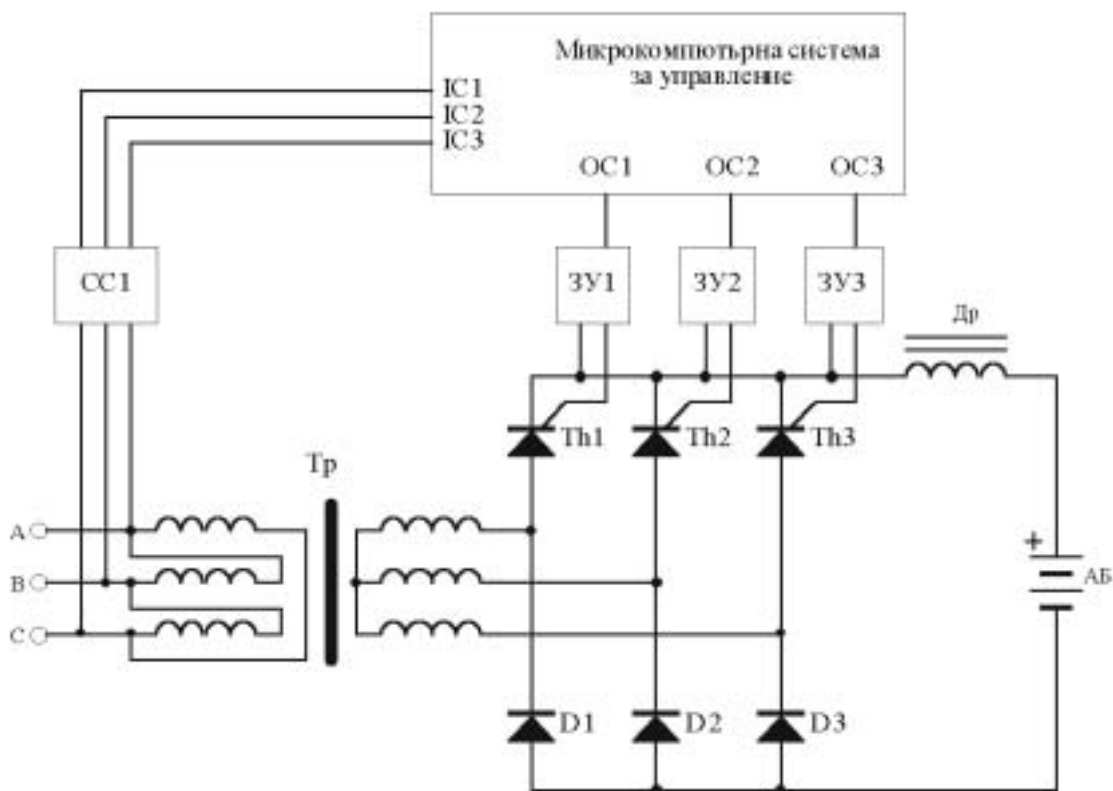 Микрокомпютърна система
за управление
IC1
IC2
IC3
OC1 OC2 OC3
CC1
ЗУ1 ЗУ2 ЗУ3
Др
Th1 Th2 Th3
Тр
A
B
C
+
АБ
D1 D2 D3